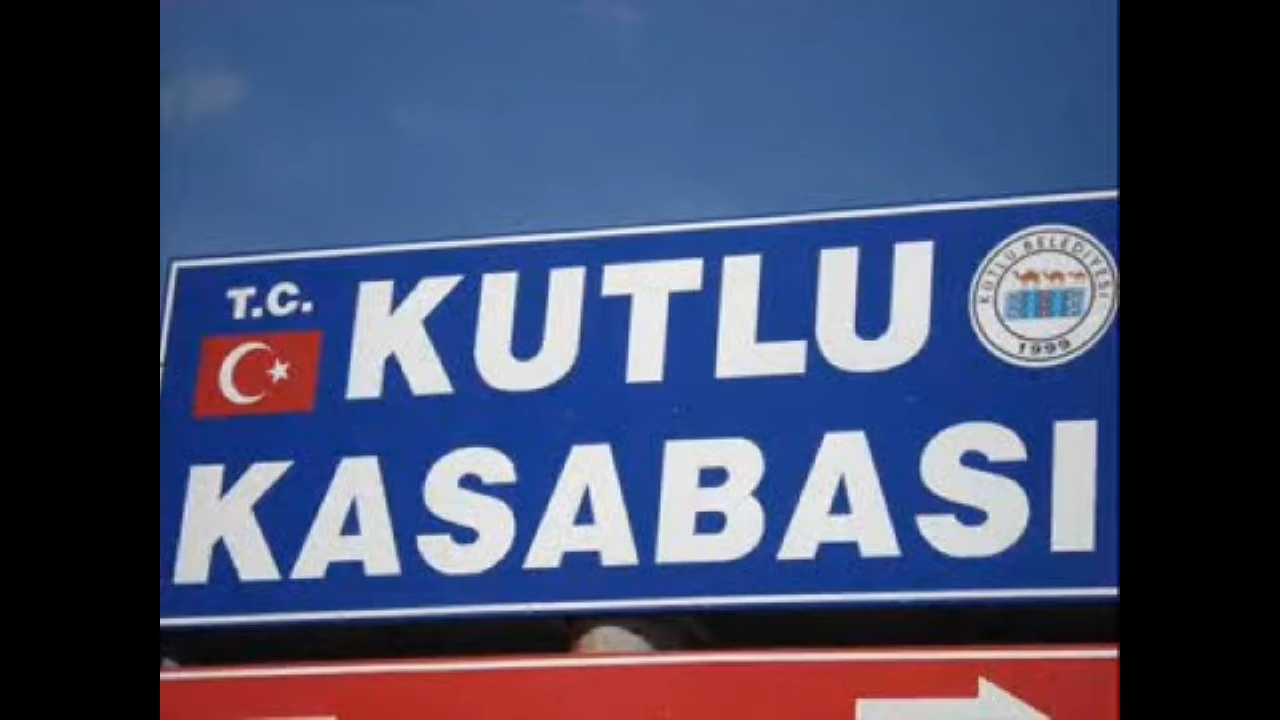 T.C.
KUTLU
KUTLU BELEDİYESİ
1999
KASABASI